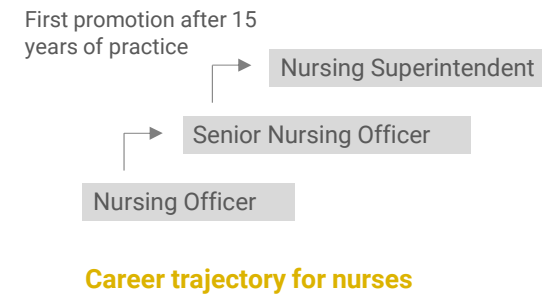 First promotion after 15
years of practice
Nursing Superintendent
Senior Nursing Officer
Nursing Officer
Career trajectory for nurses